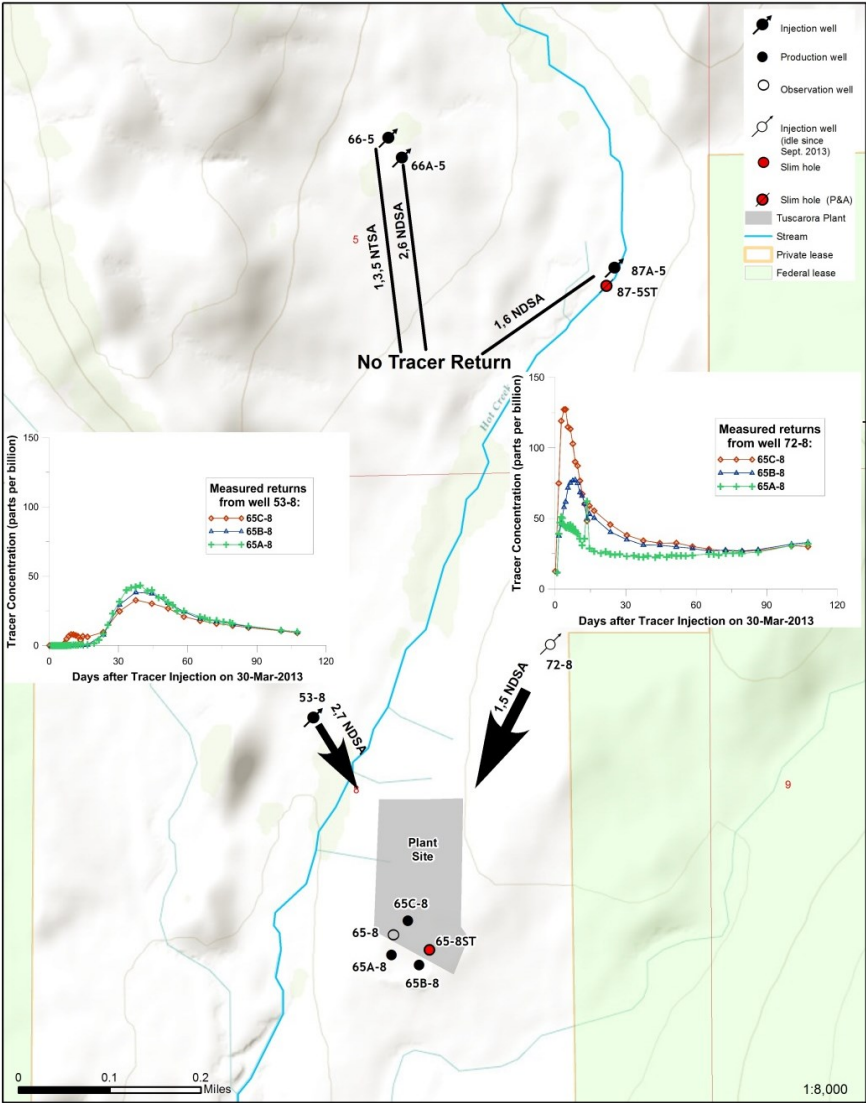 Injection well
Production well
Observation well
Injection well
(idle since
Sept. 2013)
Slim hole
Slim hole (P&A)
Tuscarora Plant
Stream
Private lease
Federal lease
66-5
66A-5
5
1,3,5 NTSA
2,6 NDSA
87A-5
87-5ST
1,6 NDSA
No Tracer Return
Hot Creek
Tracer Concentration (parts per billion)
150
100
50
0
Measured returns
from well 53-8:
65C-8
65B-8
65A-8
0
30
60
90
120
Days after Tracer Injection on 30-Mar-2013
Tracer Concentration (parts per billion)
150
100
50
0
Measured returns
from well 72-8:
65C-8
65B-8
65A-8
0
30
60
90
120
Days after Tracer Injection on 30-Mar-2013
72-8
1,5 NDSA
53-8
2,7 NDSA
8
9
Plant
Site
65C-8
65-8
65-8ST
65A-8
65B-8
0
0.1
0.2
Miles
1:8,000